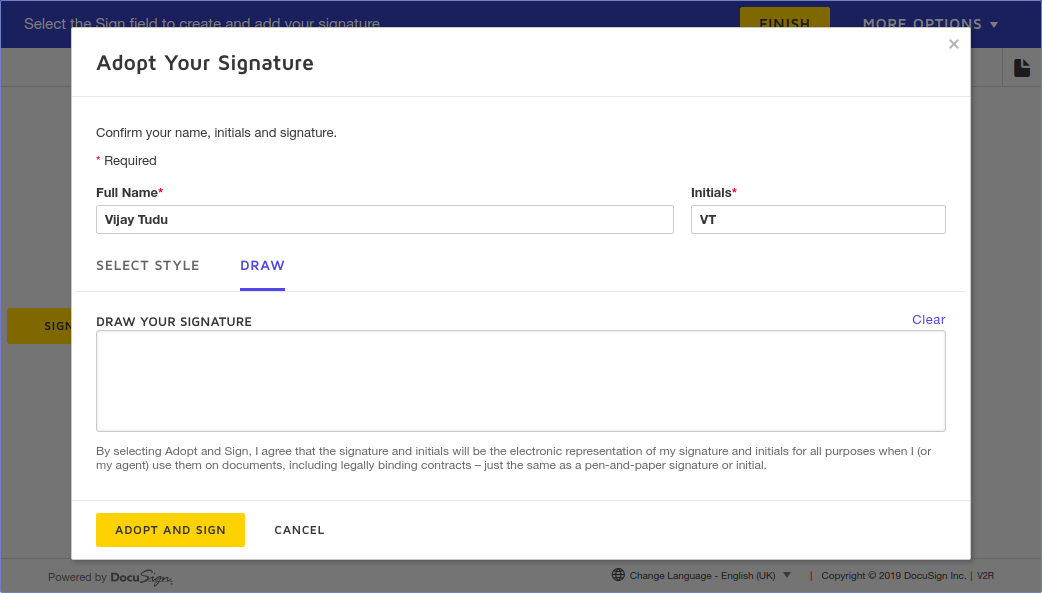 Select the Sign field to create and add your signature
FINISH
MORE OPTIONS
Adopt Your Signature
Confirm your name, initials and signature.
* Required
Full Name*
Initials*
Vijay Tudu
VT
SELECT STYLE
DRAW
SIGN
DRAW YOUR SIGNATURE
Clear
By selecting Adopt and Sign, I agree that the signature and initials will be the electronic representation of my signature and initials for all purposes when I (or
my agent) use them on documents, including legally binding contracts – just the same as a pen-and-paper signature or initial.
ADOPT AND SIGN
CANCEL
Powered by DocuSign
Change Language - English (UK) | Copyright © 2019 DocuSign Inc. | V2R